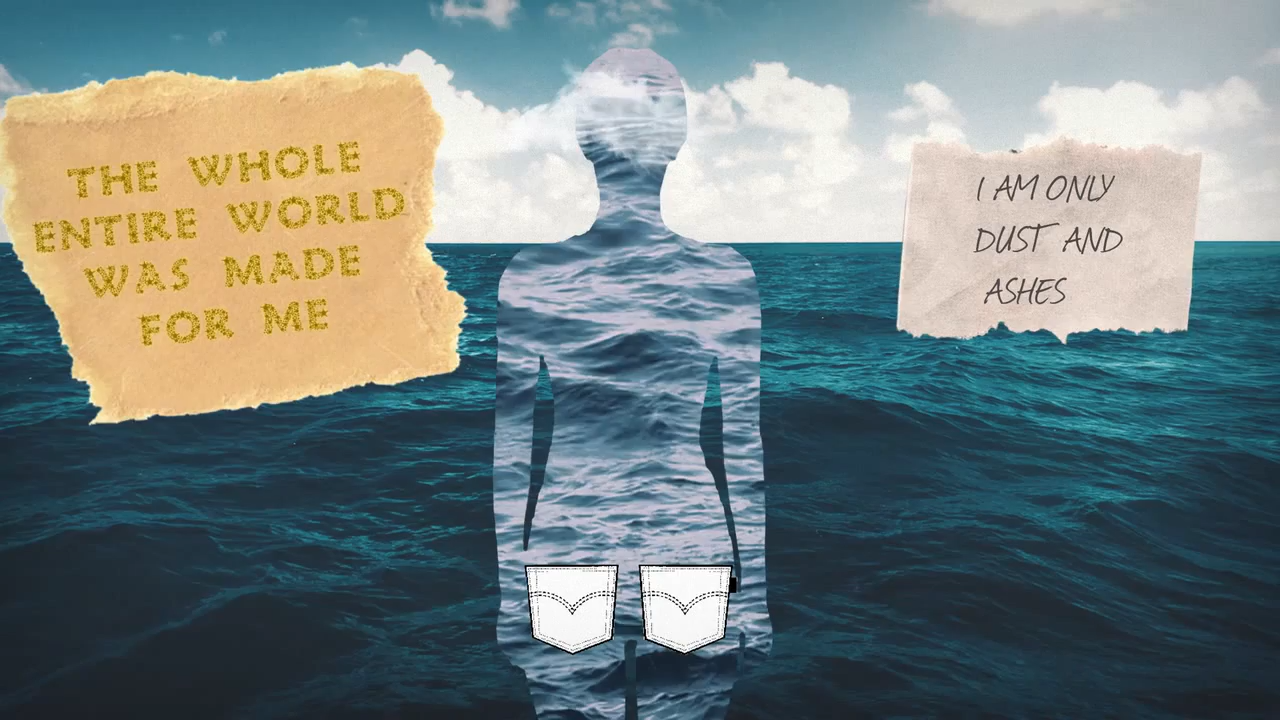 THE WHOLE
ENTIRE WORLD
WAS MADE
FOR ME
I AM ONLY
DUST AND
ASHES